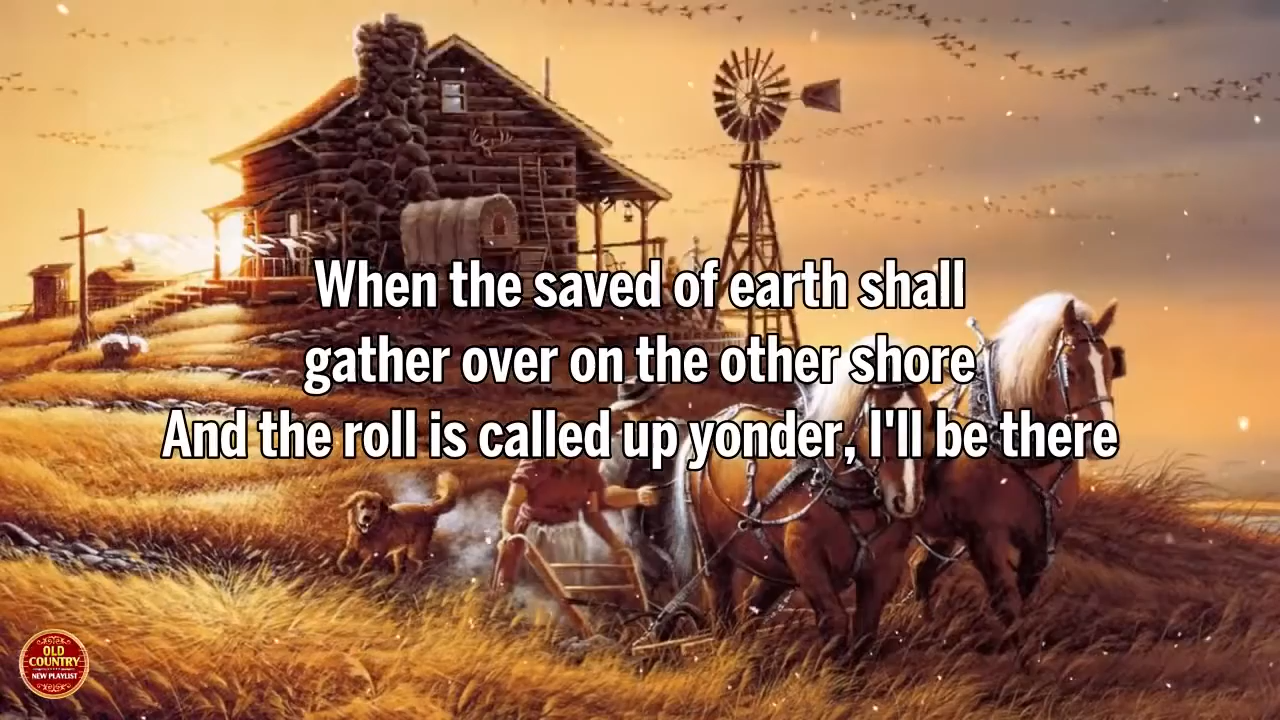 When the saved of earth shall
gather over on the other shore
And the roll is called up yonder, I'll be there
OLD
COUNTRY
NEW PLAYLIST